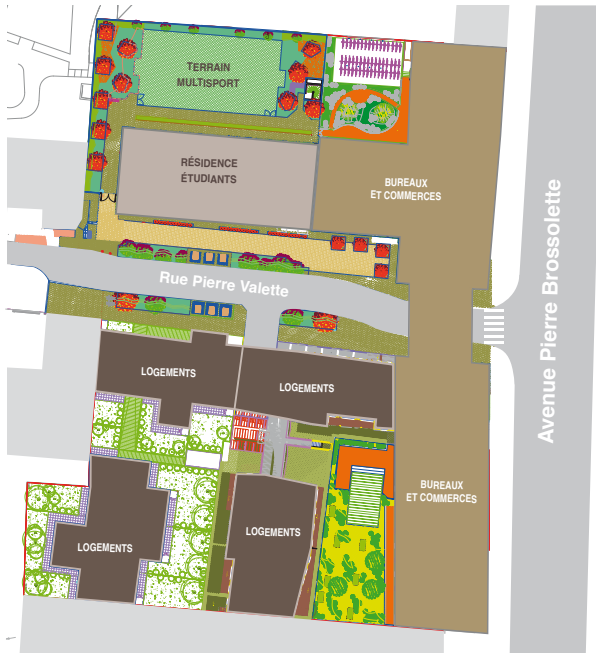 TERRAIN
MULTISPORT
RÉSIDENCE
ÉTUDIANTS
BUREAUX
ET COMMERCES
Rue Pierre Valette
Avenue Pierre Brossolette
LOGEMENTS
LOGEMENTS
BUREAUX
ET COMMERCES
LOGEMENTS
LOGEMENTS